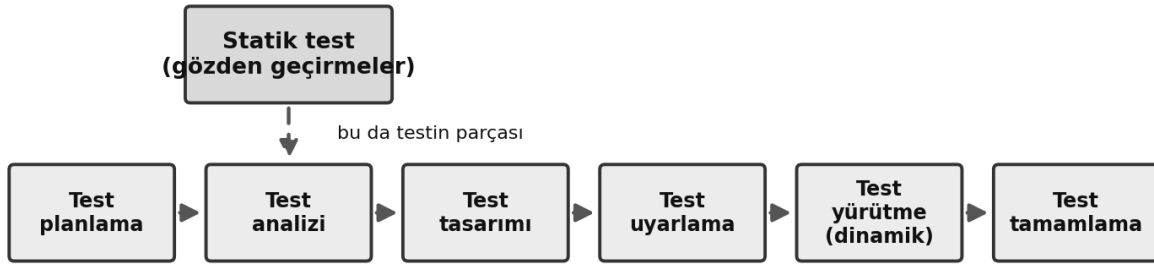 Statik test
(gözden geçirmeler)
bu da testin parçası
Test
planlama
Test
analizi
Test
tasarımı
Test
uyarlama
Test
yürütme
(dinamik)
Test
tamamlama